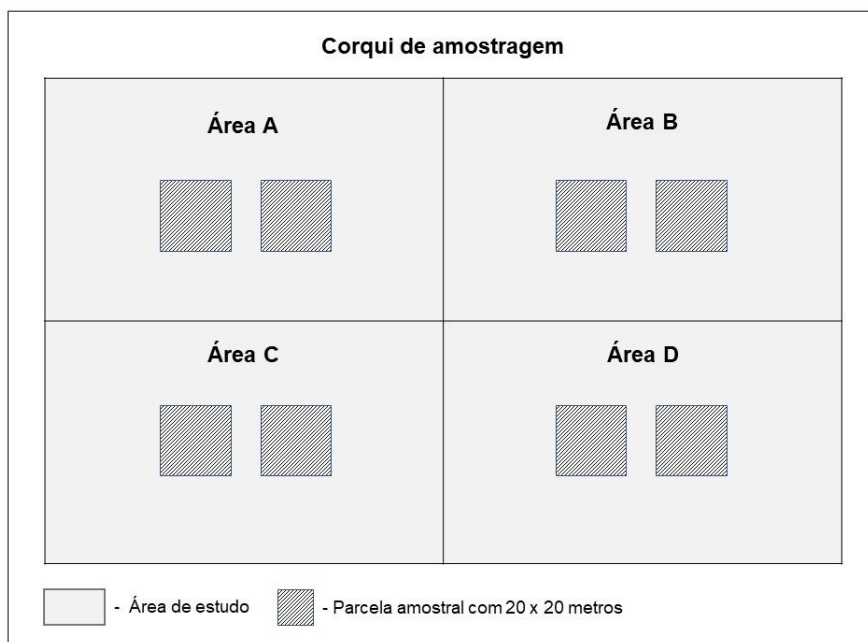 Corqui de amostragem
Área A
Área B
Área C
Área D
- Área de estudo
- Parcela amostral com 20 x 20 metros